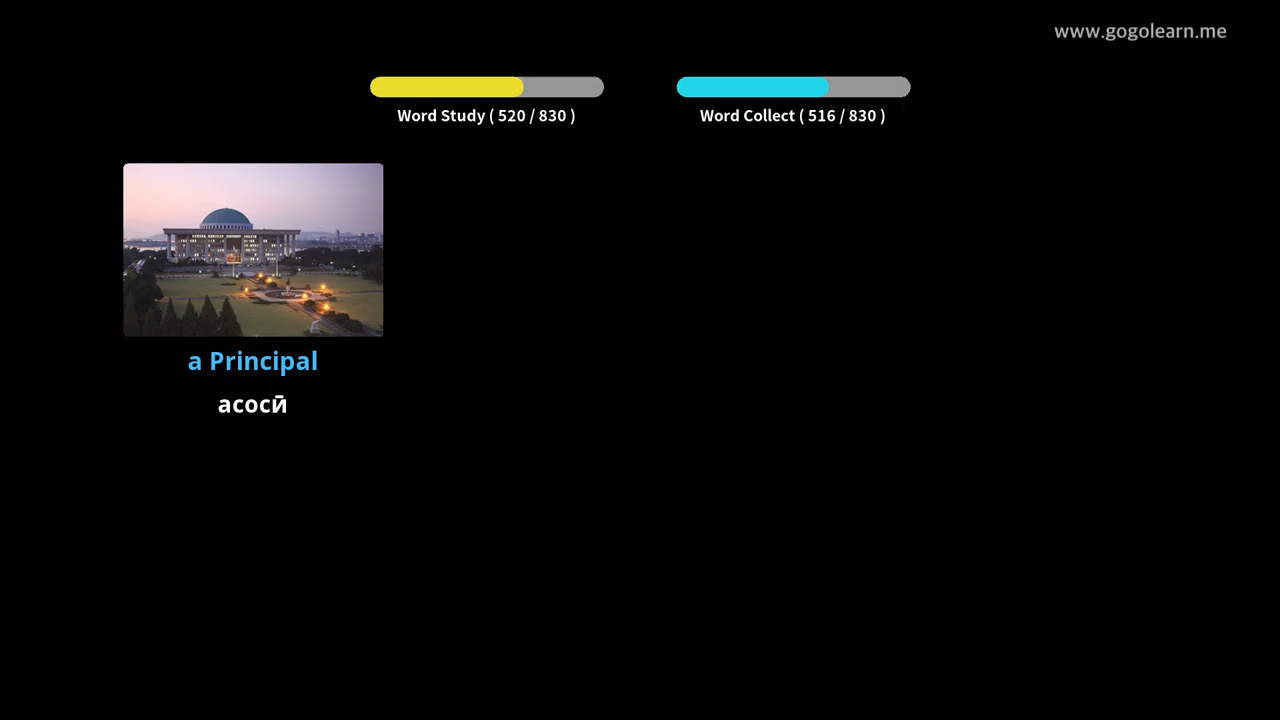 www.gogolearn.me
Word Study ( 520 / 830 )
Word Collect ( 516 / 830 )
a Principal
асосӣ